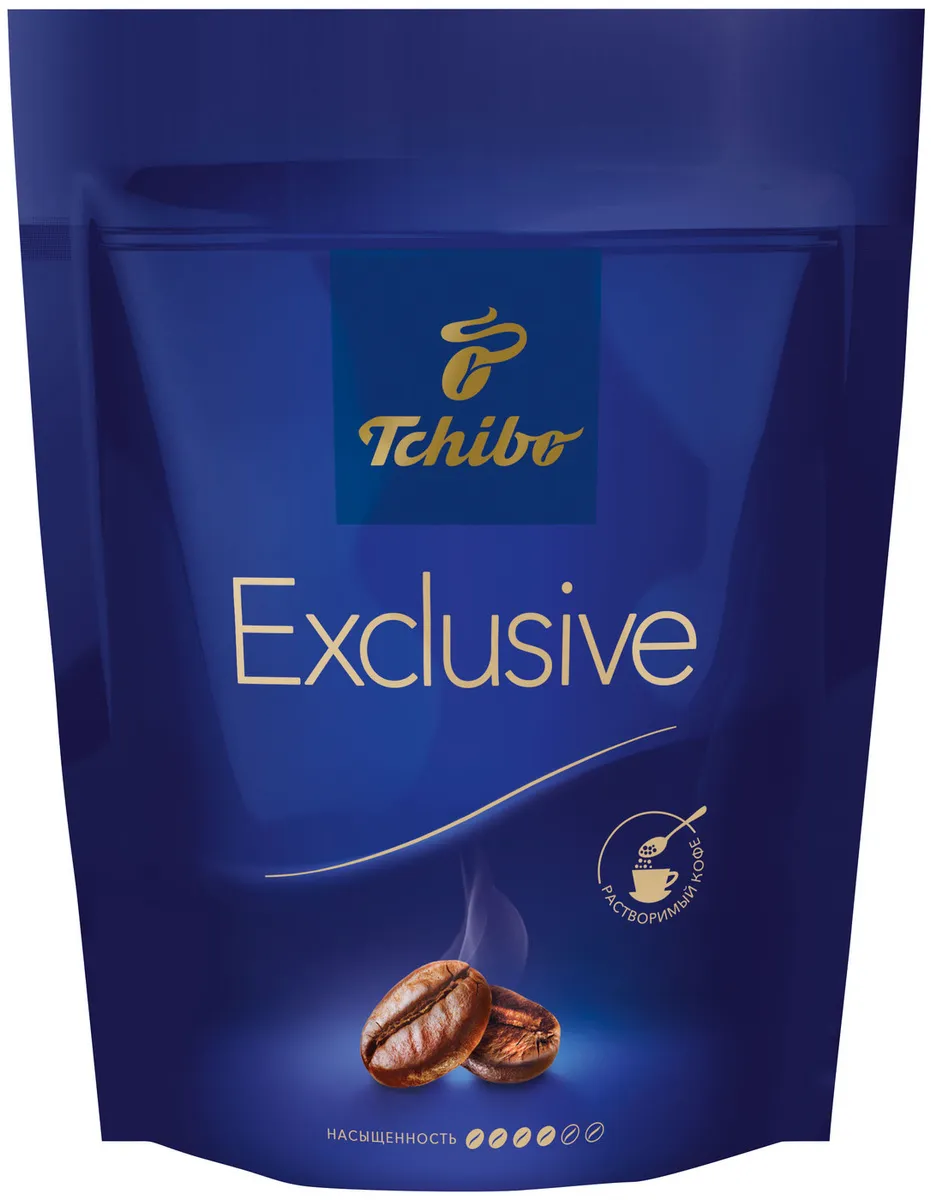 Tchibo
Exclusive
РАСТВОРИМЫЙ КОФЕ
НАСЫЩЕННОСТЬ